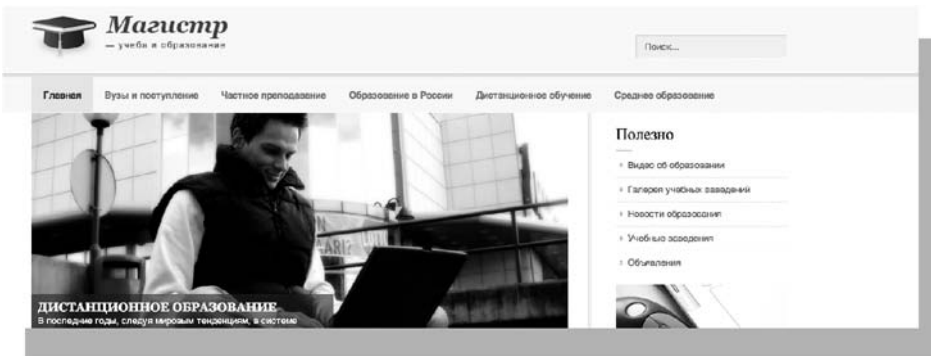 Магистр
— учеба и образование
Поиск...
Главная Вузы и поступление Частное преподавание Образование в России Дистанционное обучение Среднее образование
Полезно
Видео об образовании
Галерея учебных заведений
Новости образования
Учебные заведения
Объявления
ДИСТАНЦИОННОЕ ОБРАЗОВАНИЕ
В последние годы, следуя мировым тенденциям, в системе